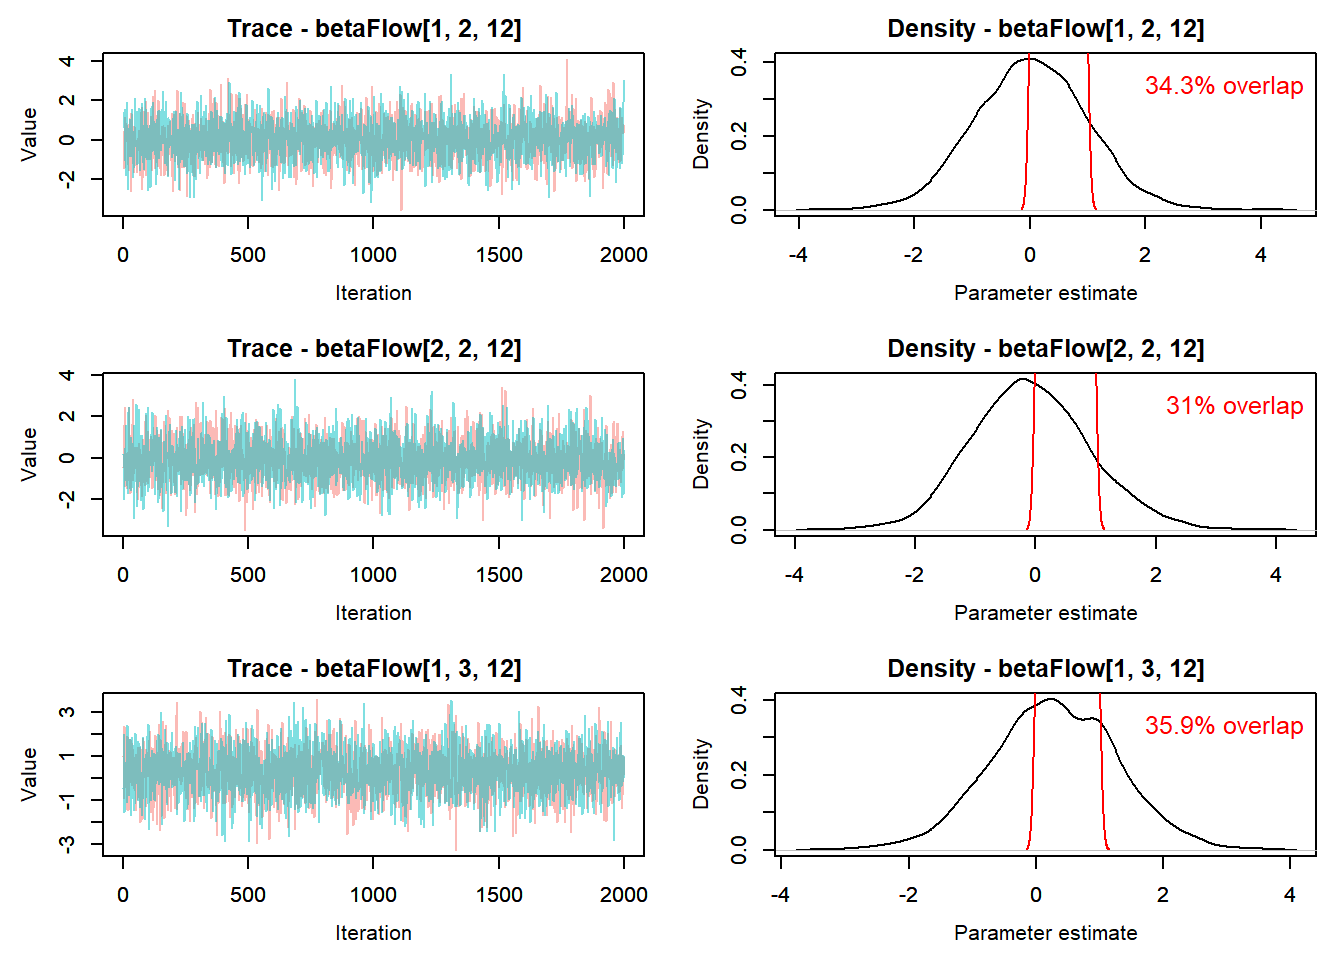 Trace - betaFlow[1, 2, 12]
Value
4
2
0
-2
0
500
1000
1500
2000
Iteration
Density - betaFlow[1, 2, 12]
34.3% overlap
Density
0.4
0.2
0.0
-4
-2
0
2
4
Parameter estimate
Trace - betaFlow[2, 2, 12]
Value
4
2
0
-2
0
500
1000
1500
2000
Iteration
Density - betaFlow[2, 2, 12]
31% overlap
Density
0.4
0.2
0.0
-4
-2
0
2
4
Parameter estimate
Trace - betaFlow[1, 3, 12]
Value
3
1
-1
-3
0
500
1000
1500
2000
Iteration
Density - betaFlow[1, 3, 12]
35.9% overlap
Density
0.4
0.2
0.0
-4
-2
0
2
4
Parameter estimate